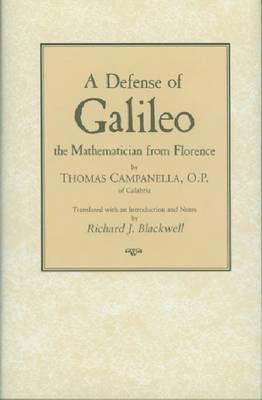 A Defense of
Galileo
the Mathematician from Florence
by
THOMAS CAMPANELLA, O.P.
of Calabria
Translated with an Introduction and Notes
by
Richard J. Blackwell